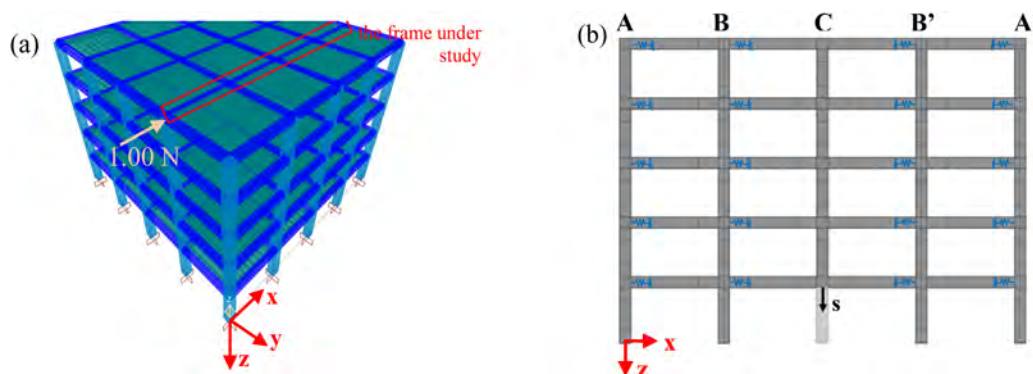 (a)
the frame under
study
1.00 N
x
y
z
(b)
A B C B’ A
s
x
z